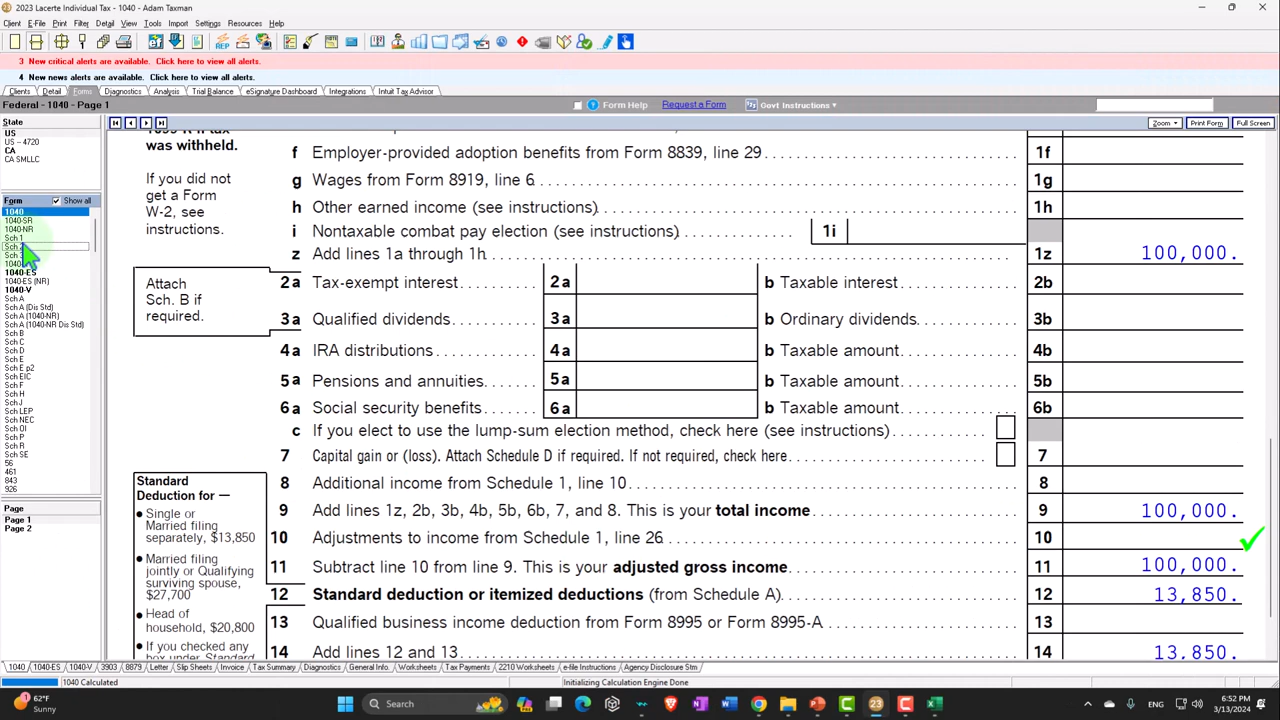 2023 Lacerte Individual Tax - 1040 - Adam Taxman
Client E-File Print Filter Detail View Tools Import Settings Resources Help
3 New critical alerts are available. Click here to view all alerts.
4 New news alerts are available. Click here to view all alerts.
Clients Detail Forms Diagnostics Analysis Trial Balance eSignature Dashboard Integrations Intuit Tax Advisor
Federal - 1040 - Page 1
Form Help Request a Form Govt Instructions
Zoom Print Form Full Screen
State
US
US – 4720
CA
CA SMLLC
Form Show all
1040
1040-SR
1040-NR
Sch 1
Sch 2
Sch 3
1040-ES
1040-ES (NR)
1040-V
Sch A
Sch A (Dis Std)
Sch A (1040-NR)
Sch A (1040-NR Dis Std)
Sch B
Sch C
Sch D
Sch E
Sch E p2
Sch EIC
Sch F
Sch H
Sch J
Sch LEP
Sch NEC
Sch OI
Sch P
Sch R
Sch SE
56
461
843
926
Page
Page 1
Page 2
1099-R if tax
was withheld.
If you did not
get a Form
W-2, see
instructions.
f Employer-provided adoption benefits from Form 8839, line 29 1f
g Wages from Form 8919, line 6 1g
h Other earned income (see instructions) 1h
i Nontaxable combat pay election (see instructions) 1i
z Add lines 1a through 1h 1z 100,000.
Attach
Sch. B if
required.
2a Tax-exempt interest 2a b Taxable interest 2b
3a Qualified dividends 3a b Ordinary dividends 3b
4a IRA distributions 4a b Taxable amount 4b
5a Pensions and annuities 5a b Taxable amount 5b
6a Social security benefits 6a b Taxable amount 6b
c If you elect to use the lump-sum election method, check here (see instructions)
7 Capital gain or (loss). Attach Schedule D if required. If not required, check here 7
8 Additional income from Schedule 1, line 10 8
9 Add lines 1z, 2b, 3b, 4b, 5b, 6b, 7, and 8. This is your total income 9 100,000.
10 Adjustments to income from Schedule 1, line 26 10
11 Subtract line 10 from line 9. This is your adjusted gross income 11 100,000.
12 Standard deduction or itemized deductions (from Schedule A) 12 13,850.
13 Qualified business income deduction from Form 8995 or Form 8995-A 13
14 Add lines 12 and 13 14 13,850.
Standard
Deduction for —
Single or
Married filing
separately, $13,850
Married filing
jointly or Qualifying
surviving spouse,
$27,700
Head of
household, $20,800
If you checked any
box under Standard
1040 1040-ES 1040-V 3903 8879 Letter Slip Sheets Invoice Tax Summary Diagnostics General Info. Worksheets Tax Payments 2210 Worksheets e-file Instructions Agency Disclosure Stm
1040 Calculated Initializing Calculation Engine Done
62°F
Sunny
Search
23
ENG
6:52 PM
3/13/2024